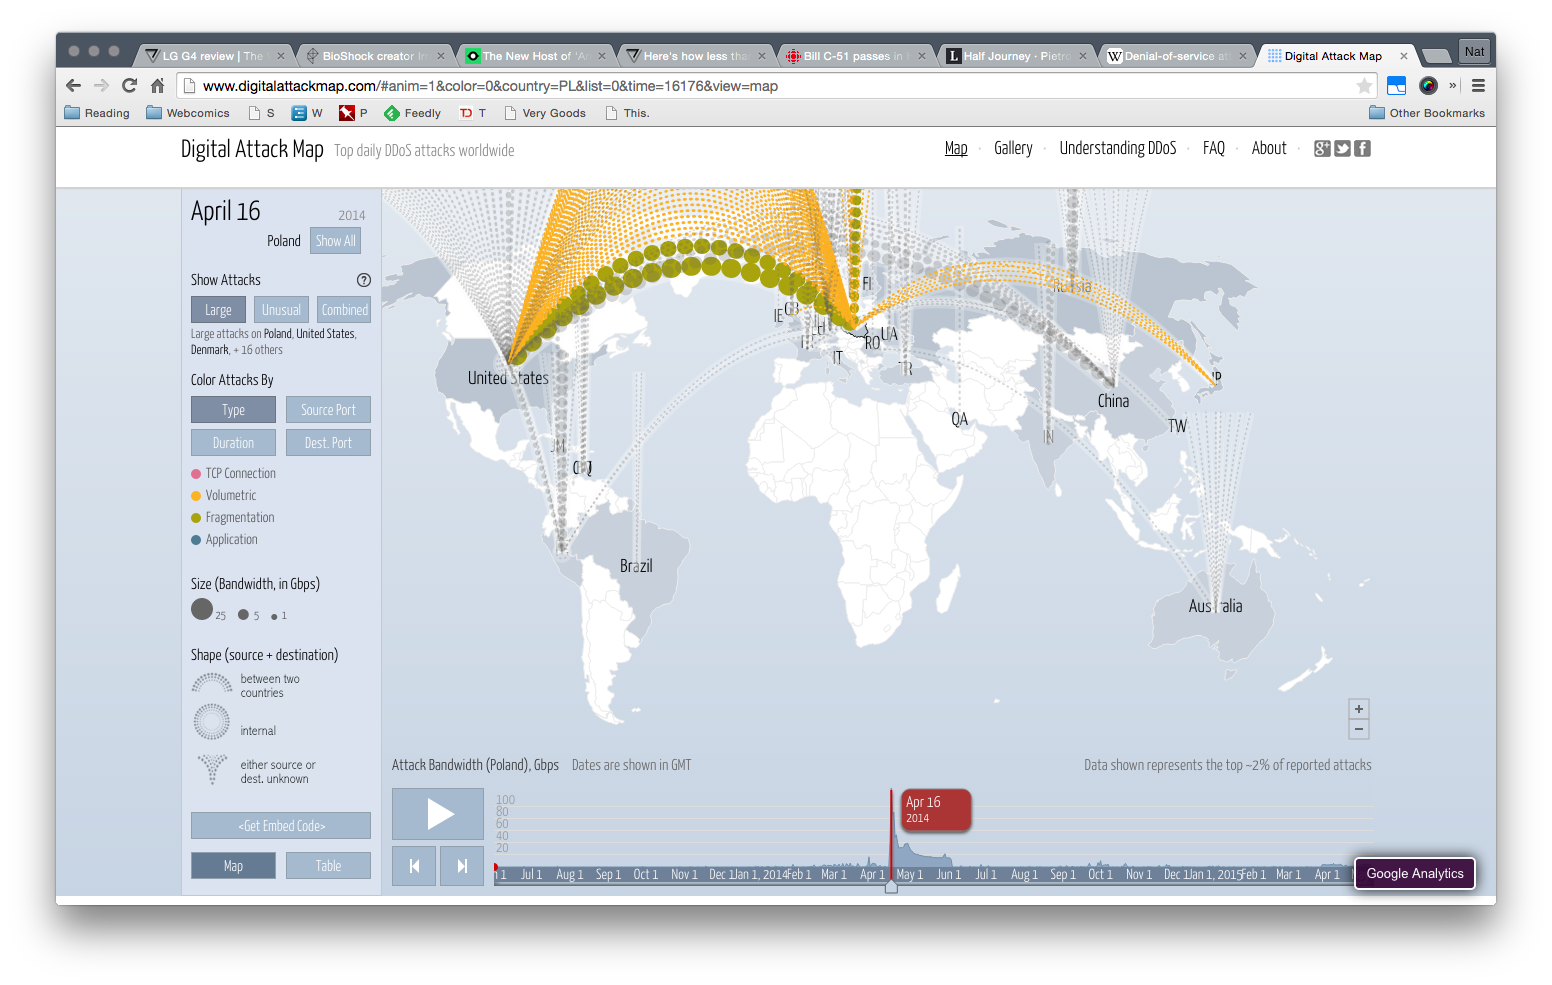 LG G4 review | The
BioShock creator Ir
The New Host of 'A
Here's how less tha
Bill C-51 passes in
Half Journey - Pietro
Denial-of-service at
Digital Attack Map
Nat
www.digitalattackmap.com/#anim=1&color=0&country=PL&list=0&time=16176&view=map
Reading
Webcomics
S
W
P
Feedly
T
Very Goods
This.
Other Bookmarks
Digital Attack Map Top daily DDoS attacks worldwide
Map · Gallery · Understanding DDoS · FAQ · About
April 16 2014
Poland Show All
Show Attacks ?
Large Unusual Combined
Large attacks on Poland, United States,
Denmark, + 16 others
Color Attacks By
Type Source Port
Duration Dest. Port
TCP Connection
Volumetric
Fragmentation
Application
Size (Bandwidth, in Gbps)
25 5 1
Shape (source + destination)
between two
countries
internal
either source or
dest. unknown
<Get Embed Code>
Map Table
FI
Russia
IE
GB
RO
UA
IT
TR
United States
JP
China
QA
TW
IN
JM
Brazil
Australia
+
−
Attack Bandwidth (Poland), Gbps Dates are shown in GMT
Data shown represents the top ~2% of reported attacks
100
80
60
40
20
Apr 16
2014
Jul 1 Aug 1 Sep 1 Oct 1 Nov 1 Dec 1 Jan 1, 2014 Feb 1 Mar 1 Apr 1 May 1 Jun 1 Jul 1 Aug 1 Sep 1 Oct 1 Nov 1 Dec 1 Jan 1, 2015 Feb 1 Mar 1 Apr 1
Google Analytics